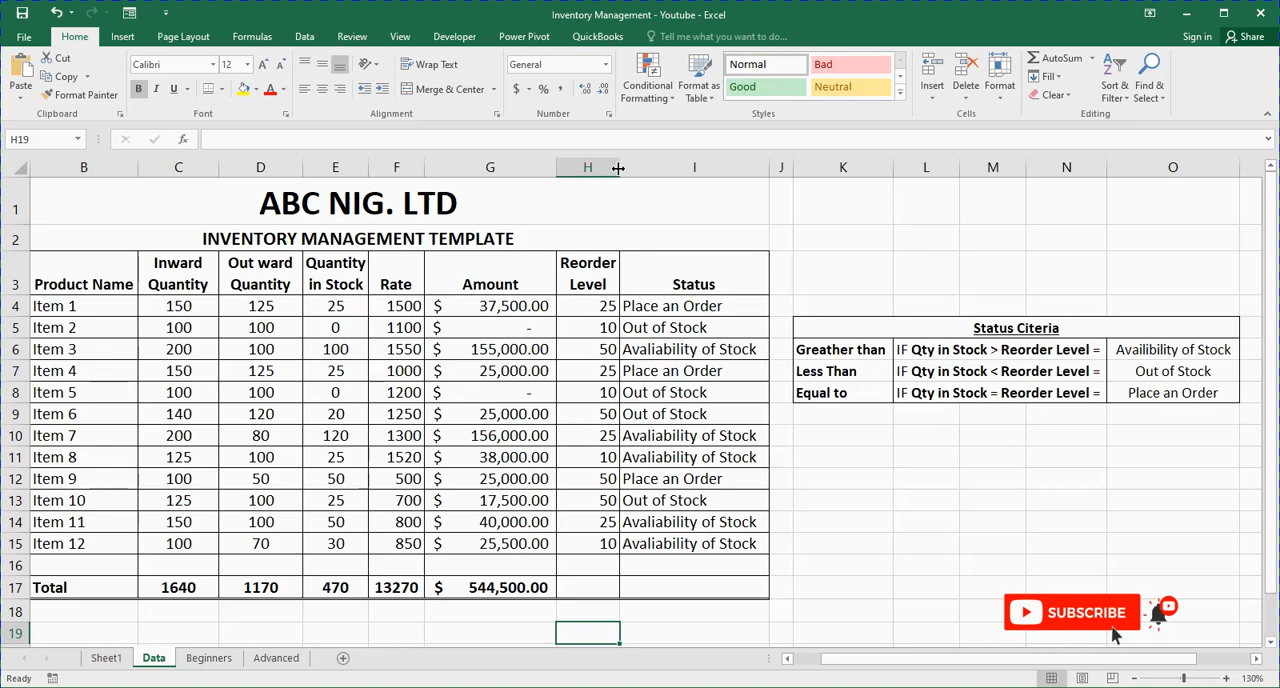 Inventory Management - Youtube - Excel
File Home Insert Page Layout Formulas Data Review View Developer Power Pivot QuickBooks Tell me what you want to do... Sign in Share
Cut
Copy
Format Painter
Paste
Clipboard
Calibri 12
B I U
Font
Wrap Text
Merge & Center
Alignment
General
$ % ,
Number
Conditional Formatting
Format as Table
Normal Bad
Good Neutral
Styles
Insert Delete Format
Cells
AutoSum
Fill
Clear
Sort & Filter
Find & Select
Editing
H19 fx
B C D E F G H I J K L M N O
1 ABC NIG. LTD
2 INVENTORY MANAGEMENT TEMPLATE
3 Product Name Inward Quantity Out ward Quantity Quantity in Stock Rate Amount Reorder Level Status
4 Item 1 150 125 25 1500 $ 37,500.00 25 Place an Order
5 Item 2 100 100 0 1100 $ - 10 Out of Stock
Status Citeria
6 Item 3 200 100 100 1550 $ 155,000.00 50 Avaliability of Stock Greather than IF Qty in Stock > Reorder Level = Availibility of Stock
7 Item 4 150 125 25 1000 $ 25,000.00 25 Place an Order Less Than IF Qty in Stock < Reorder Level = Out of Stock
8 Item 5 100 100 0 1200 $ - 10 Out of Stock Equal to IF Qty in Stock = Reorder Level = Place an Order
9 Item 6 140 120 20 1250 $ 25,000.00 50 Out of Stock
10 Item 7 200 80 120 1300 $ 156,000.00 25 Avaliability of Stock
11 Item 8 125 100 25 1520 $ 38,000.00 10 Avaliability of Stock
12 Item 9 100 50 50 500 $ 25,000.00 50 Place an Order
13 Item 10 125 100 25 700 $ 17,500.00 50 Out of Stock
14 Item 11 150 100 50 800 $ 40,000.00 25 Avaliability of Stock
15 Item 12 100 70 30 850 $ 25,500.00 10 Avaliability of Stock
16
17 Total 1640 1170 470 13270 $ 544,500.00
18
SUBSCRIBE
19
Sheet1 Data Beginners Advanced
Ready 130%